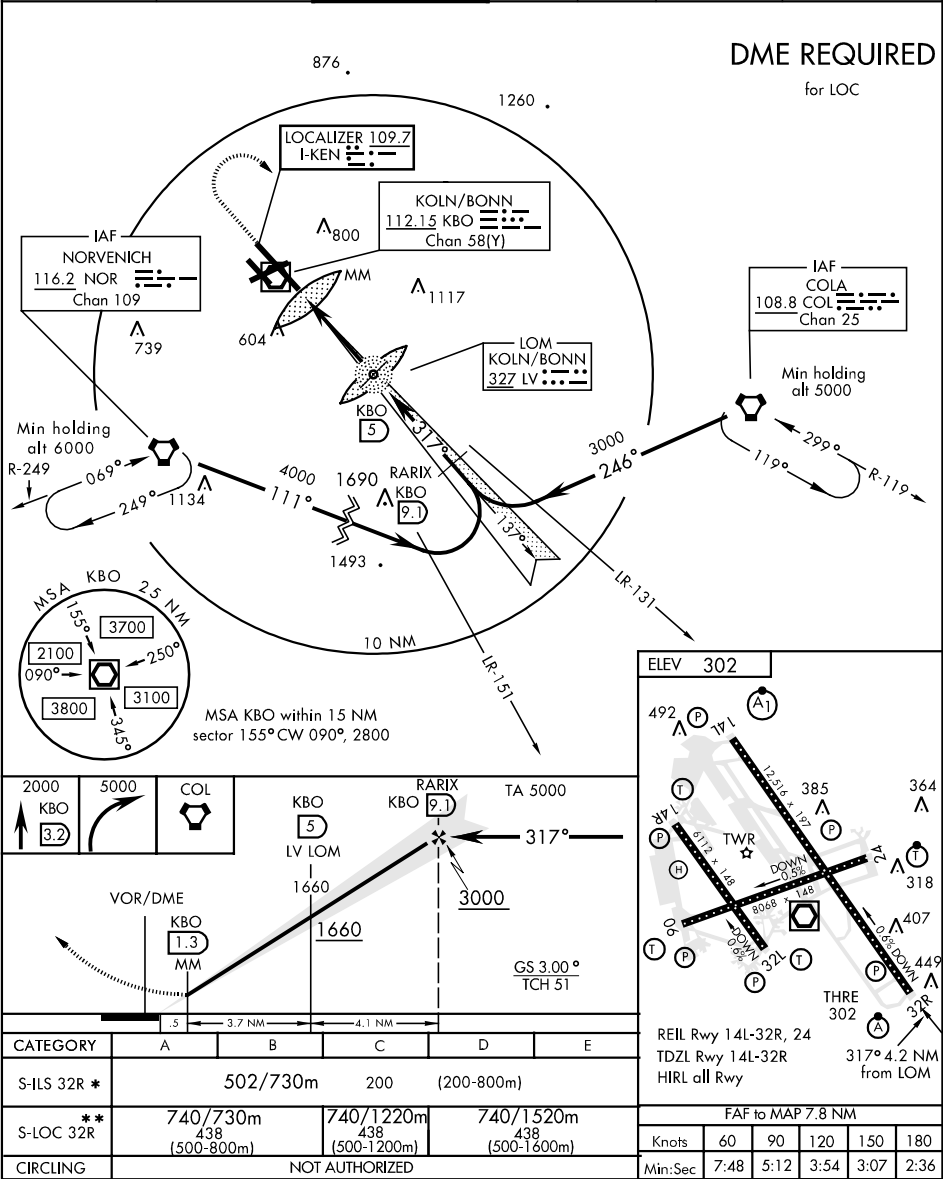 DME REQUIRED
for LOC
876
1260
LOCALIZER 109.7
I-KEN
KOLN/BONN
112.15 KBO
Chan 58(Y)
800
IAF
NORVENICH
116.2 NOR
Chan 109
MM
1117
IAF
COLA
108.8 COL
Chan 25
739
604
LOM
KOLN/BONN
327 LV
Min holding
alt 5000
KBO
5
Min holding
alt 6000
R-249
069°
249°
1134
4000
111°
1690
RARIX
KBO
9.1
317°
3000
246°
299°
119°
R-119
137°
1493
LR-131
LR-151
10 NM
MSA KBO 25 NM
155°
3700
2100
250°
090°
3800
3100
345°
MSA KBO within 15 NM
sector 155° CW 090°, 2800
ELEV 302
492
P
A1
14L
12,516 x 197
385
364
T
14R
P
P
6112 x 148
TWR
24
T
318
H
DOWN
0.5%
8068 x 148
06
407
0.6% DOWN
DOWN
0.6%
32L
T
P
T
P
P
449
32R
THRE
302
A
REIL Rwy 14L-32R, 24
TDZL Rwy 14L-32R
HIRL all Rwy
317° 4.2 NM
from LOM
2000
KBO
3.2
5000
COL
KBO
5
LV LOM
RARIX
KBO 9.1
TA 5000
317°
1660
3000
VOR/DME
1660
KBO
1.3
MM
GS 3.00°
TCH 51
.5
3.7 NM
4.1 NM
CATEGORY A B C D E
S-ILS 32R * 502/730m 200 (200-800m)
S-LOC 32R ** 740/730m 740/1220m 740/1520m
438 438 438
(500-800m) (500-1200m) (500-1600m)
CIRCLING NOT AUTHORIZED
FAF to MAP 7.8 NM
Knots 60 90 120 150 180
Min:Sec 7:48 5:12 3:54 3:07 2:36